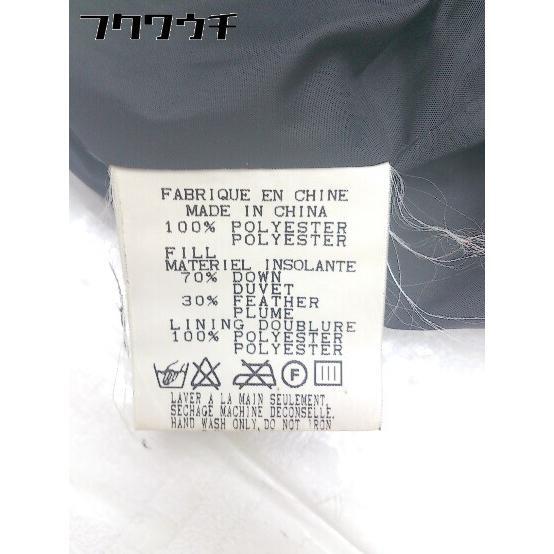 フクワウチ
FABRIQUE EN CHINE
MADE IN CHINA
100% POLYESTER
POLYESTER
FILL
MATERIEL INSOLANTE
70% DOWN
DUVET
30% FEATHER
PLUME
LINING DOUBLURE
100% POLYESTER
POLYESTER
F
LAVER A LA MAIN SEULEMENT,
SECHAGE MACHINE DECONSELLE.
HAND WASH ONLY, DO NOT IRON